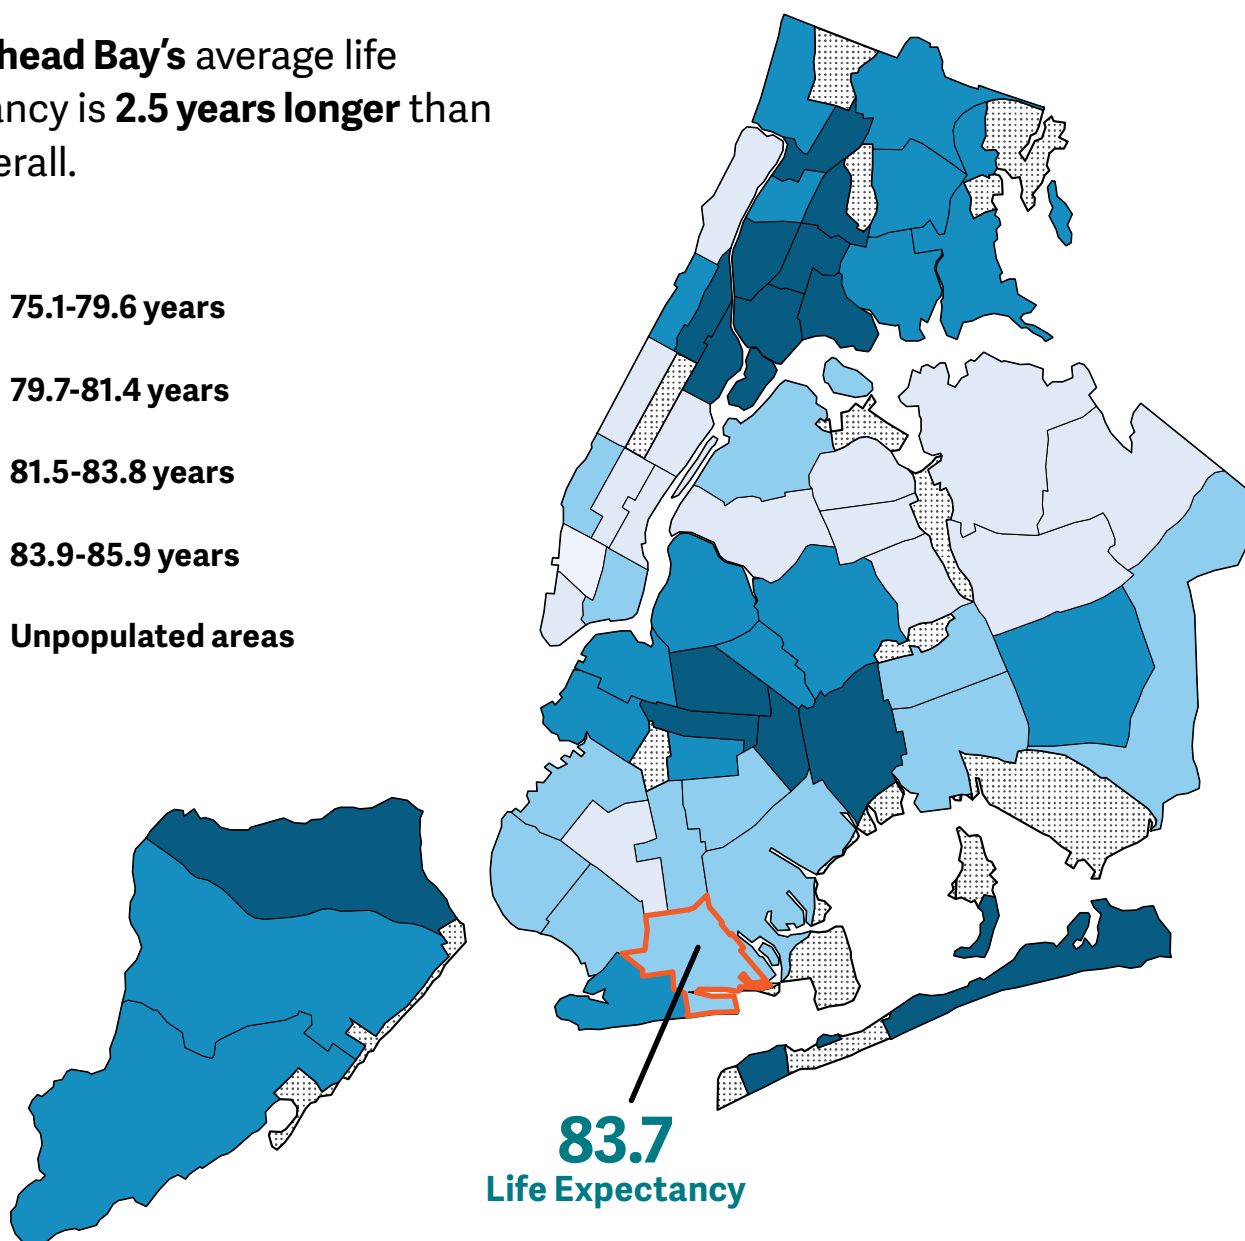 head Bay’s average life
ancy is 2.5 years longer than
erall.
75.1-79.6 years
79.7-81.4 years
81.5-83.8 years
83.9-85.9 years
Unpopulated areas
83.7
Life Expectancy